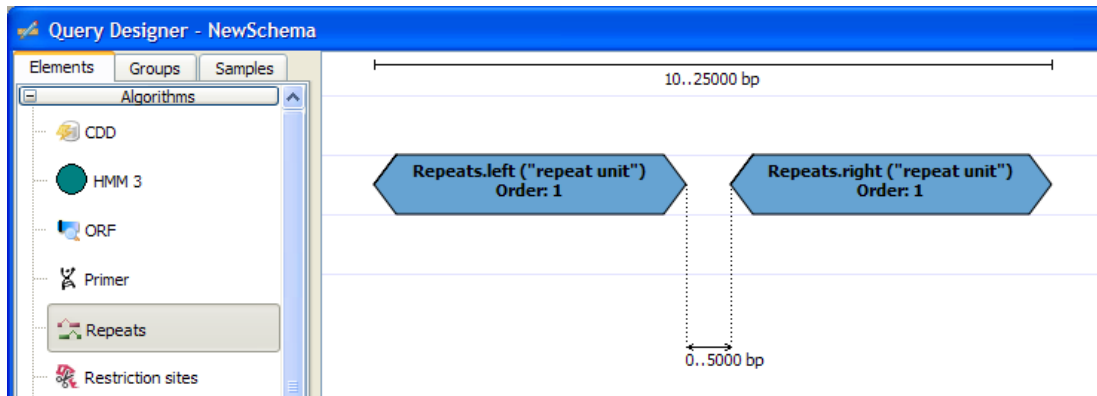 Query Designer - NewSchema
Elements Groups Samples
Algorithms
CDD
HMM 3
ORF
Primer
Repeats
Restriction sites
10..25000 bp
Repeats.left ("repeat unit")
Order: 1
Repeats.right ("repeat unit")
Order: 1
0..5000 bp